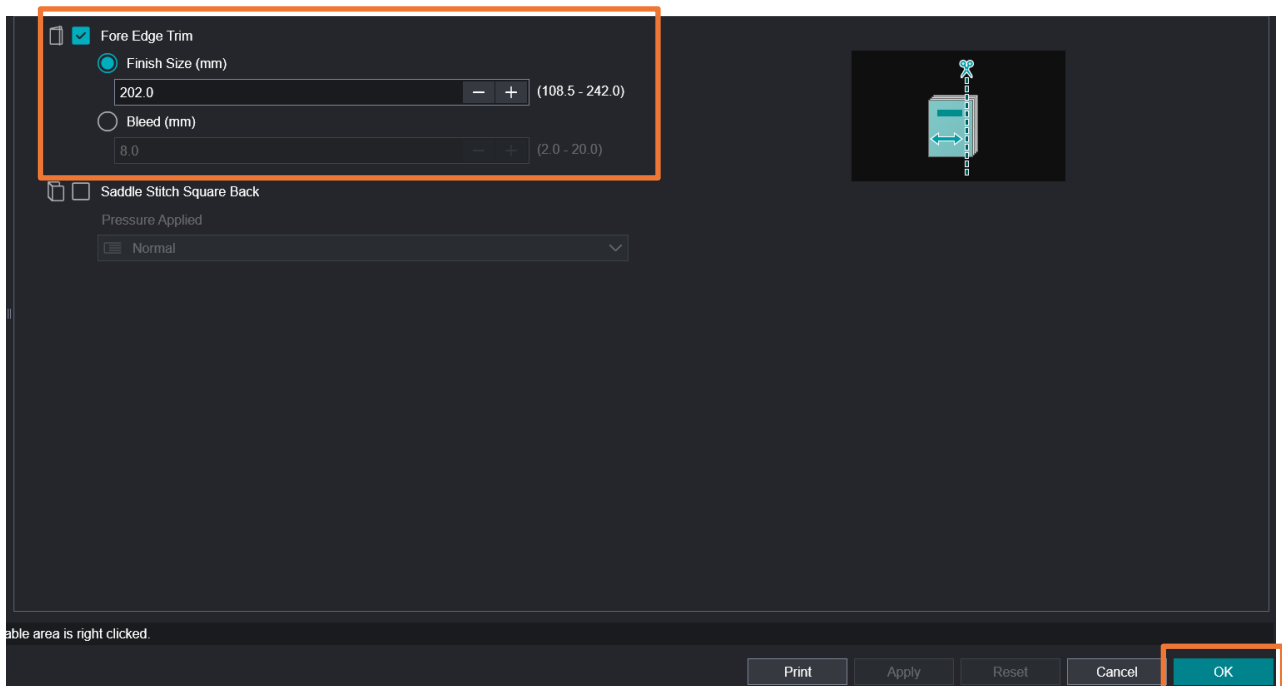 Fore Edge Trim
Finish Size (mm)
202.0 (108.5 - 242.0)
Bleed (mm)
8.0 (2.0 - 20.0)
Saddle Stitch Square Back
Pressure Applied
Normal
able area is right clicked.
Print Apply Reset Cancel OK